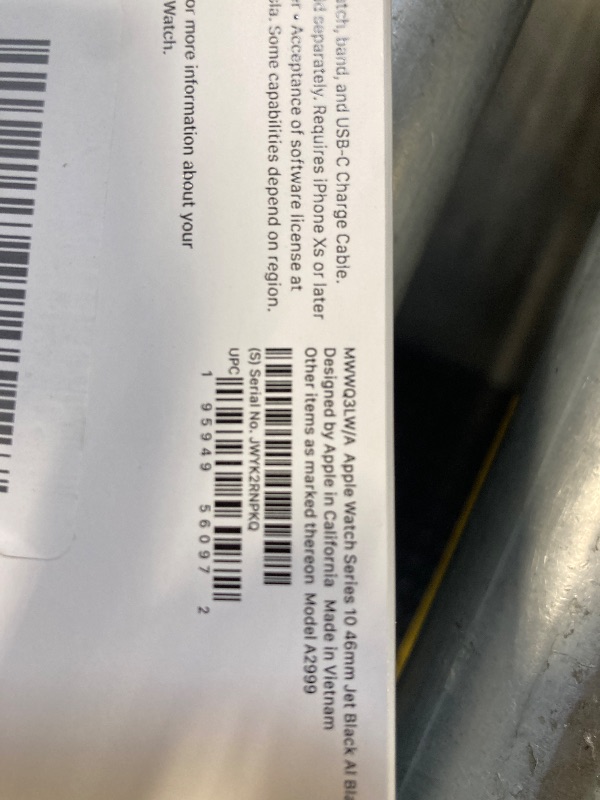 atch, band, and USB-C Charge Cable.
separately. Requires iPhone Xs or later
Acceptance of software license at
Some capabilities depend on region.
or more information about your
Watch.
MWWQ3LW/A Apple Watch Series 10 46mm Jet Black Al Bla
Designed by Apple in California Made in Vietnam
Other items as marked thereon Model A2999
(S) Serial No. JWYK2RNPKQ
UPC
1 95949 56097 2